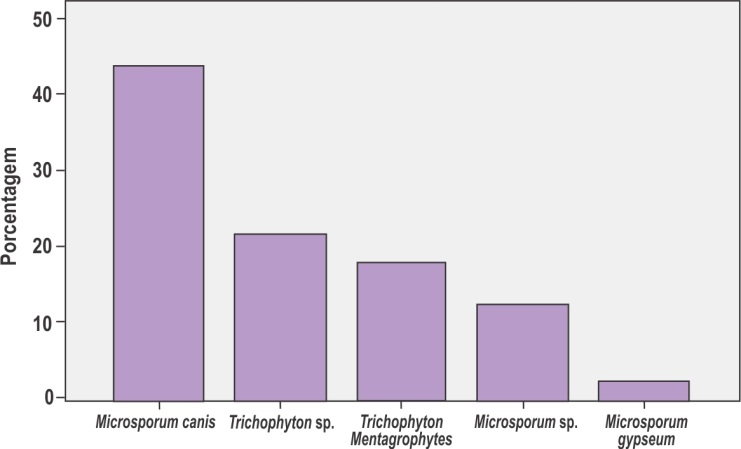 50
40
30
20
10
0
Porcentagem
Microsporum canis
Trichophyton sp.
Trichophyton
Mentagrophytes
Microsporum sp.
Microsporum
gypseum